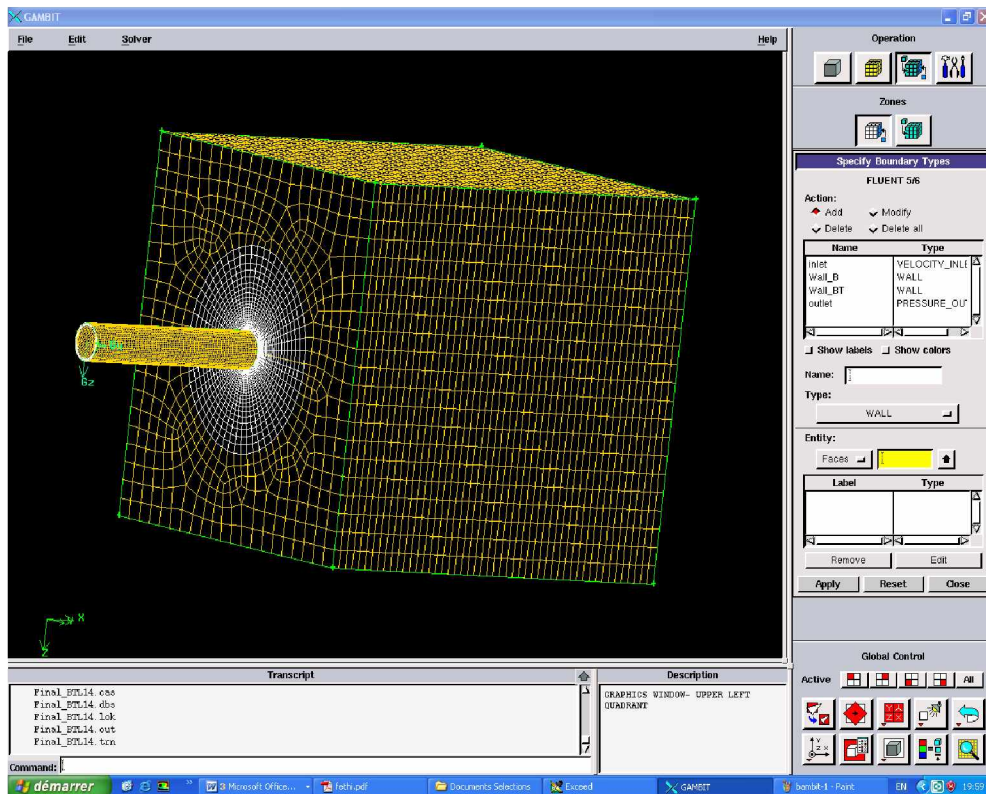 GAMBIT
File Edit Solver Help
Operation
Zones
Specify Boundary Types
FLUENT 5/6
Action:
Add Modify
Delete Delete all
Name Type
inlet VELOCITY_INLE
Wall_B WALL
Wall_BT WALL
outlet PRESSURE_OUT
Show labels Show colors
Name:
Type:
WALL
Entity:
Faces
Label Type
Remove Edit
Apply Reset Close
Gz
X
Z
Global Control
Active All
Transcript
Final_BTL14.cas
Final_BTL14.dbs
Final_BTL14.lok
Final_BTL14.out
Final_BTL14.trn
Command:
Description
GRAPHICS WINDOW- UPPER LEFT
QUADRANT
démarrer
3 Microsoft Office...
fethi.pdf
Documents Selections
Exceed
GAMBIT
bambit-1 - Paint
EN
19:59